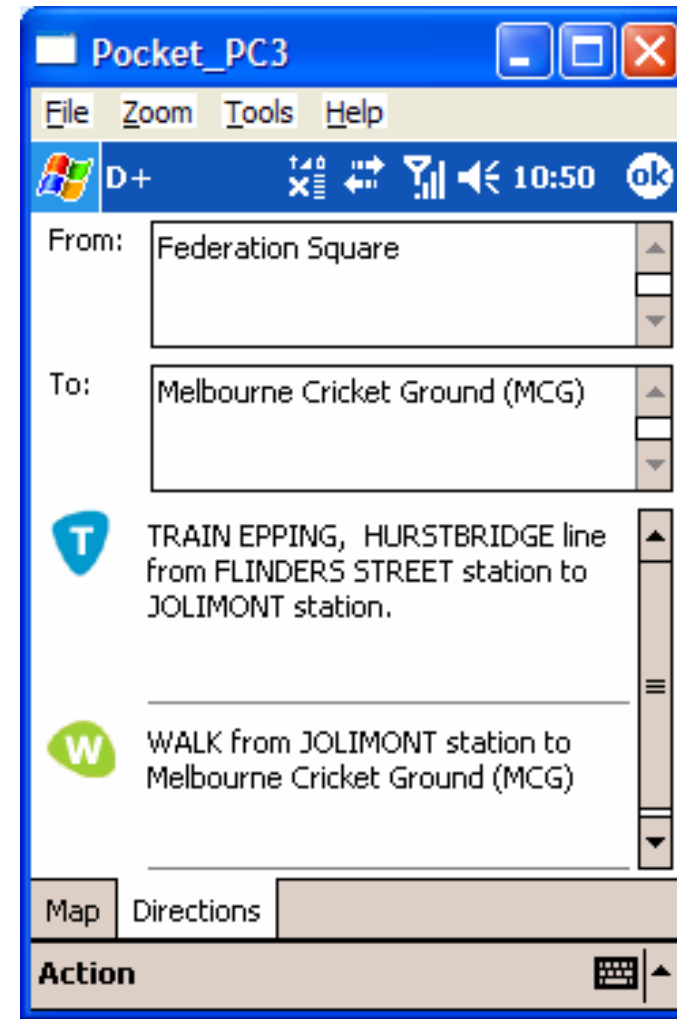 Pocket_PC3
File Zoom Tools Help
D+ 10:50 ok
From: Federation Square
To: Melbourne Cricket Ground (MCG)
T TRAIN EPPING, HURSTBRIDGE line
from FLINDERS STREET station to
JOLIMONT station.
W WALK from JOLIMONT station to
Melbourne Cricket Ground (MCG)
Map Directions
Action